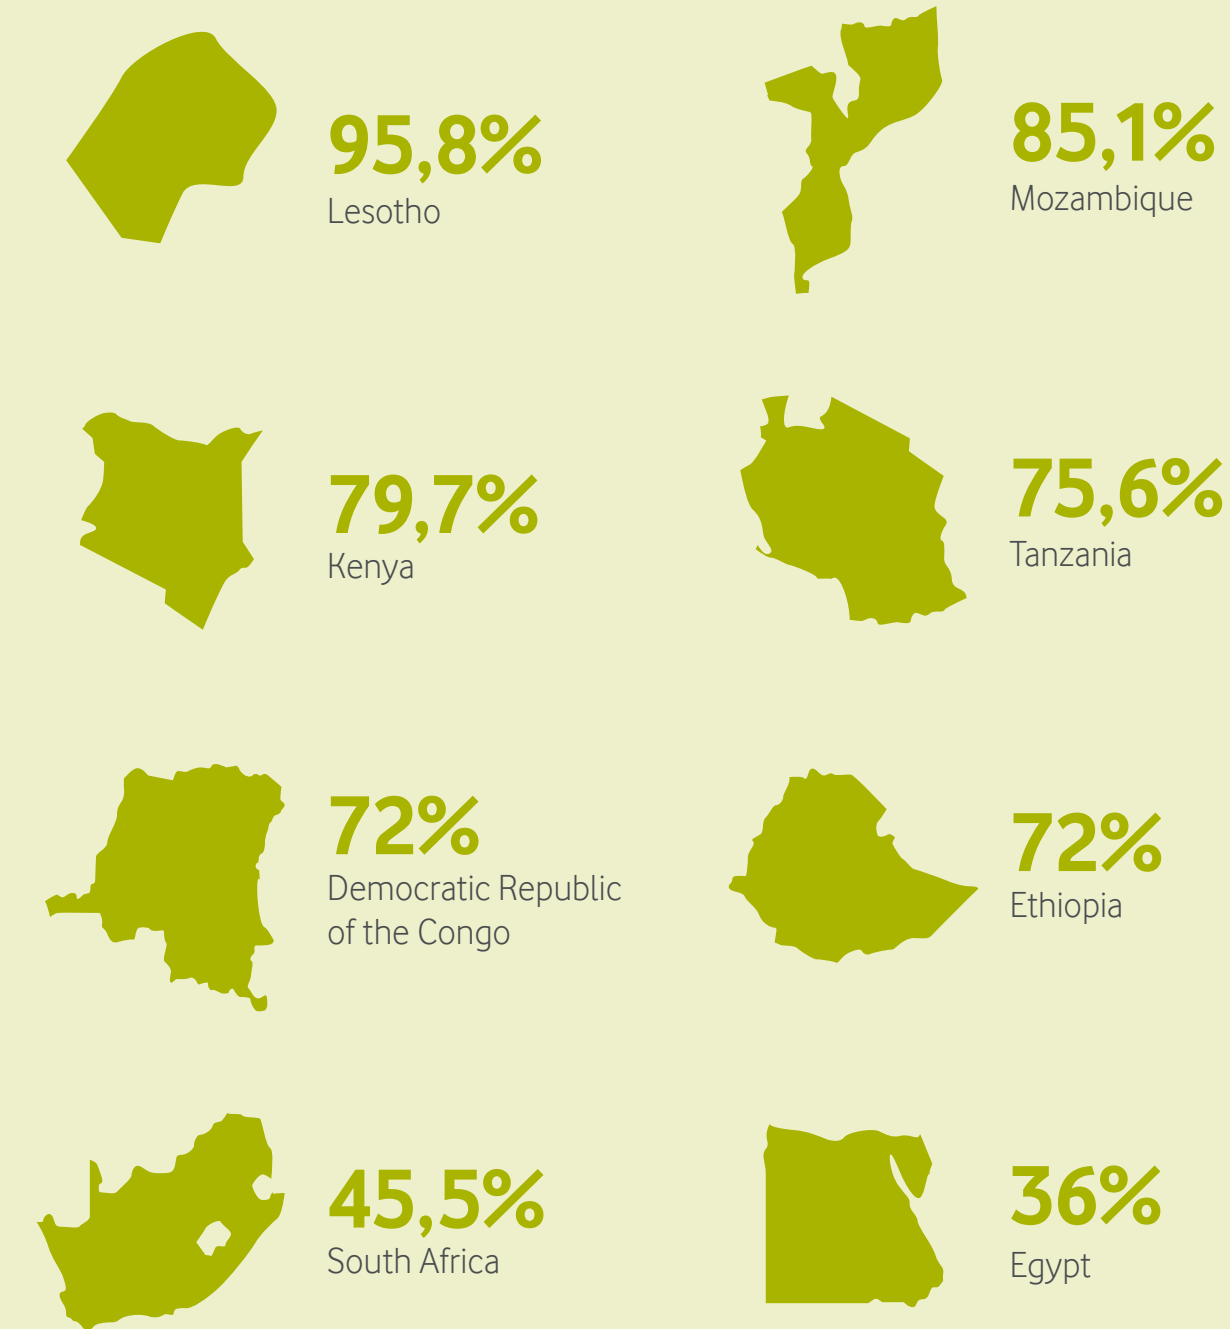 95,8%
Lesotho
85,1%
Mozambique
79,7%
Kenya
75,6%
Tanzania
72%
Democratic Republic
of the Congo
72%
Ethiopia
45,5%
South Africa
36%
Egypt